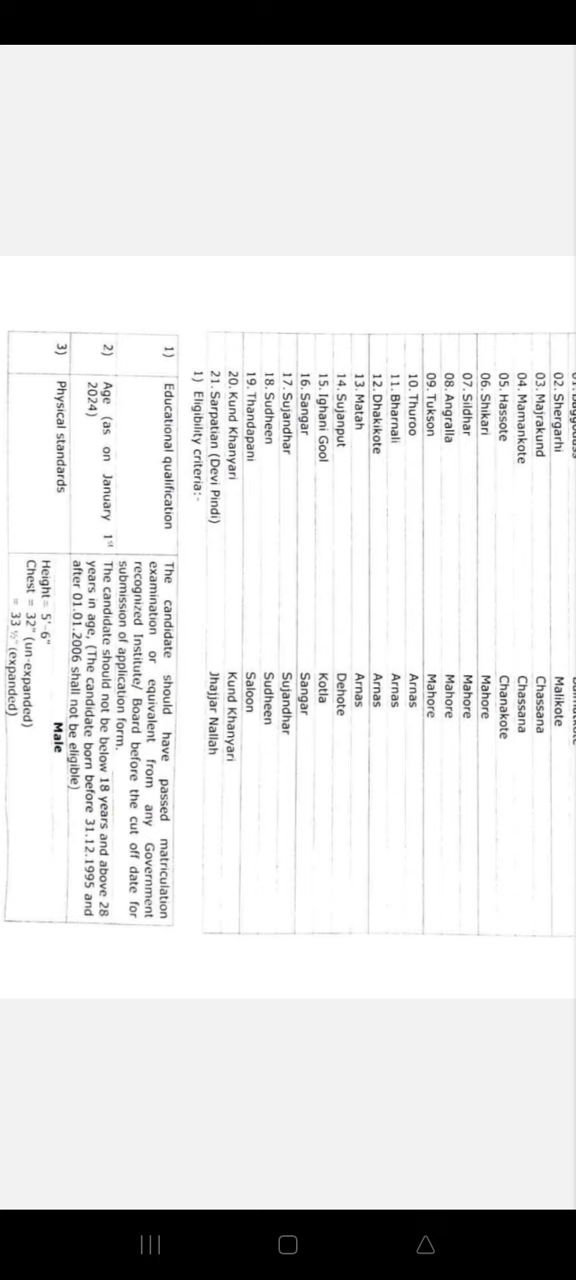 02. Shergarhi Malikote
03. Majrakund Chassana
04. Mamankote Chassana
05. Hassote Chanakote
06. Shikari Mahore
07. Sildhar Mahore
08. Angralla Mahore
09. Tukson Mahore
10. Thuroo Arnas
11. Bharnali Arnas
12. Dhakikote Arnas
13. Matah Arnas
14. Sujanput Dehote
15. Ighani Gool Kotla
16. Sangar Sangar
17. Sujandhar Sujandhar
18. Sudheen Sudheen
19. Thandapani Saloon
20. Kund Khanyari Kund Khanyari
21. Sarpatian (Devi Pindi) Jhajjar Nallah
1) Eligibility criteria:-
1) Educational qualification The candidate should have passed matriculation
examination or equivalent from any Government
recognized Institute/ Board before the cut off date for
submission of application form.
2) Age (as on January 1st The candidate should not be below 18 years and above 28
2024) years in age, (The candidate born before 31.12.1995 and
after 01.01.2006 shall not be eligible)
3) Physical standards Male
Height= 5'-6"
Chest = 32" (un-expanded)
= 33 ½" (expanded)